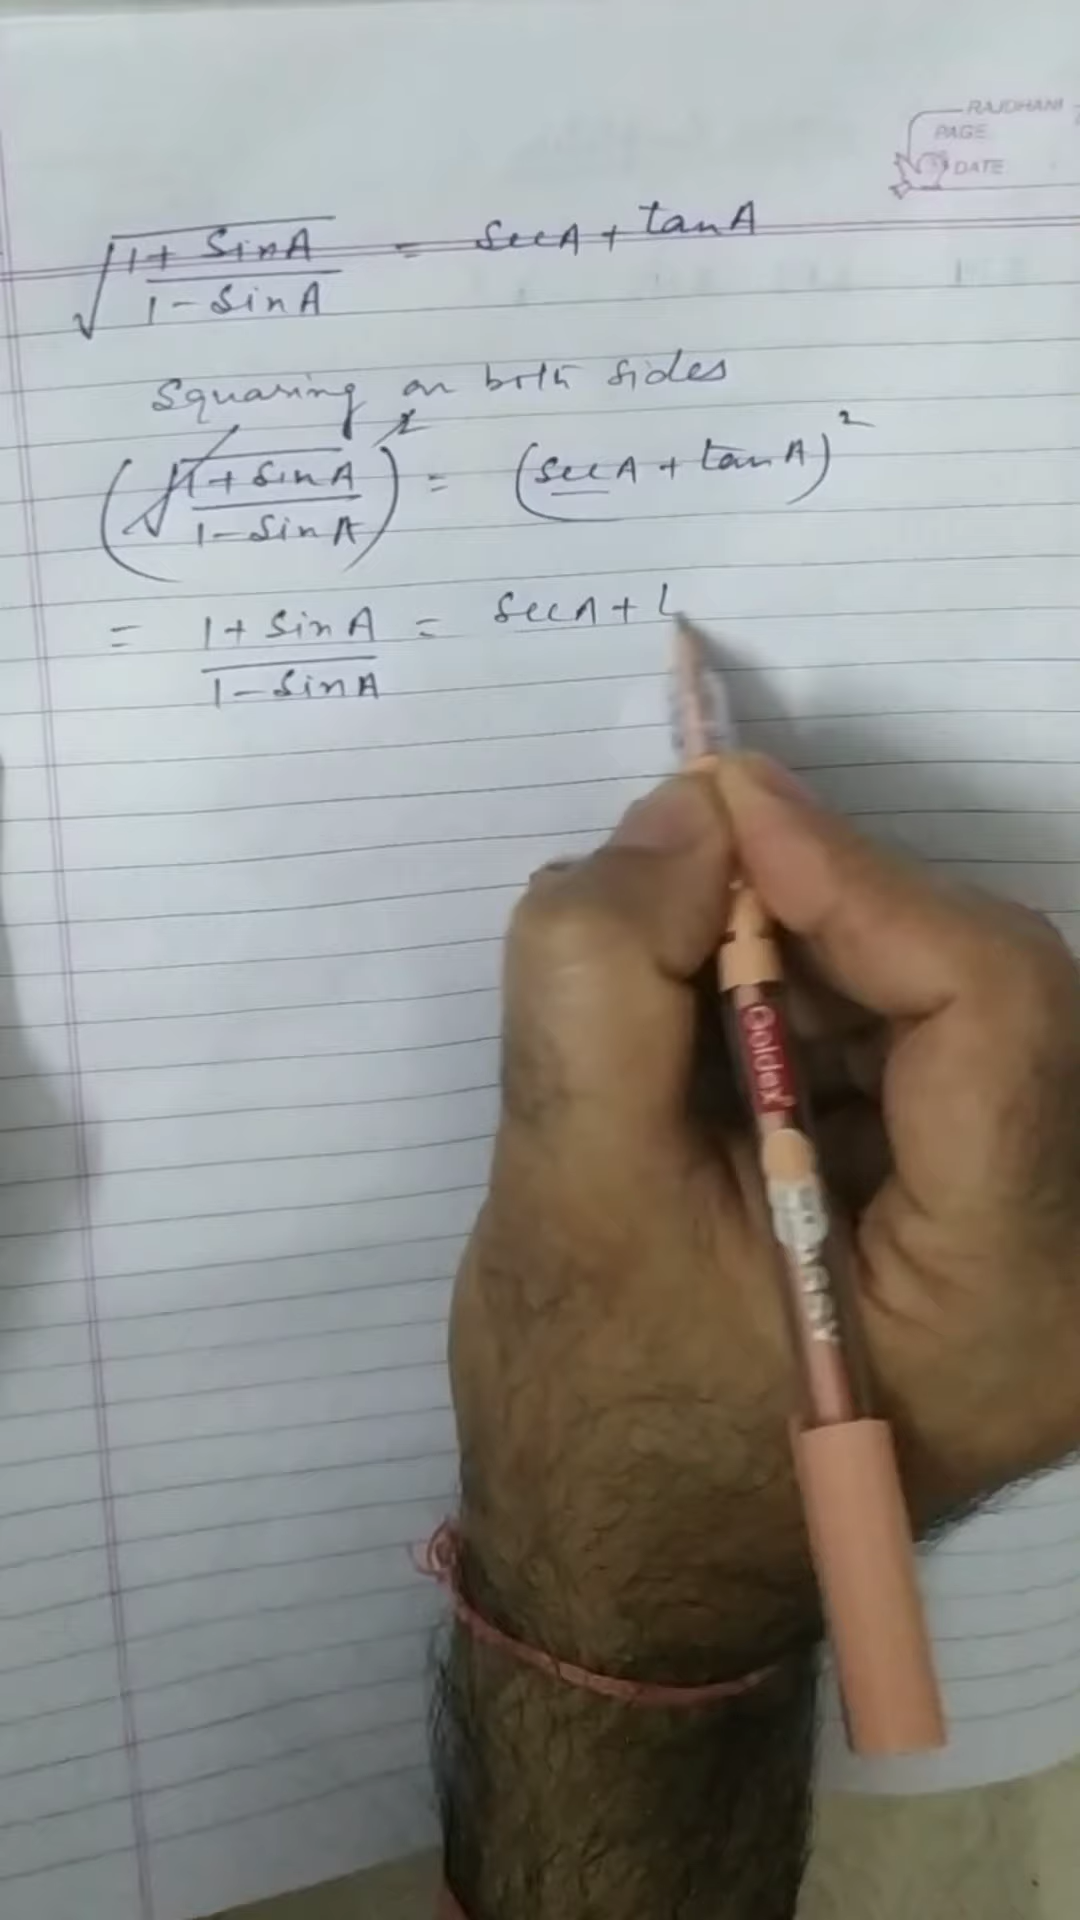 RAJDHANI
PAGE
DATE
√(1 + SinA / 1 - SinA) = SecA + tanA
Squaring on both sides
(√(1 + SinA / 1 - SinA))² = (SecA + tanA)²
= 1 + SinA / 1 - SinA = SecA +
Goldex
KLASSY